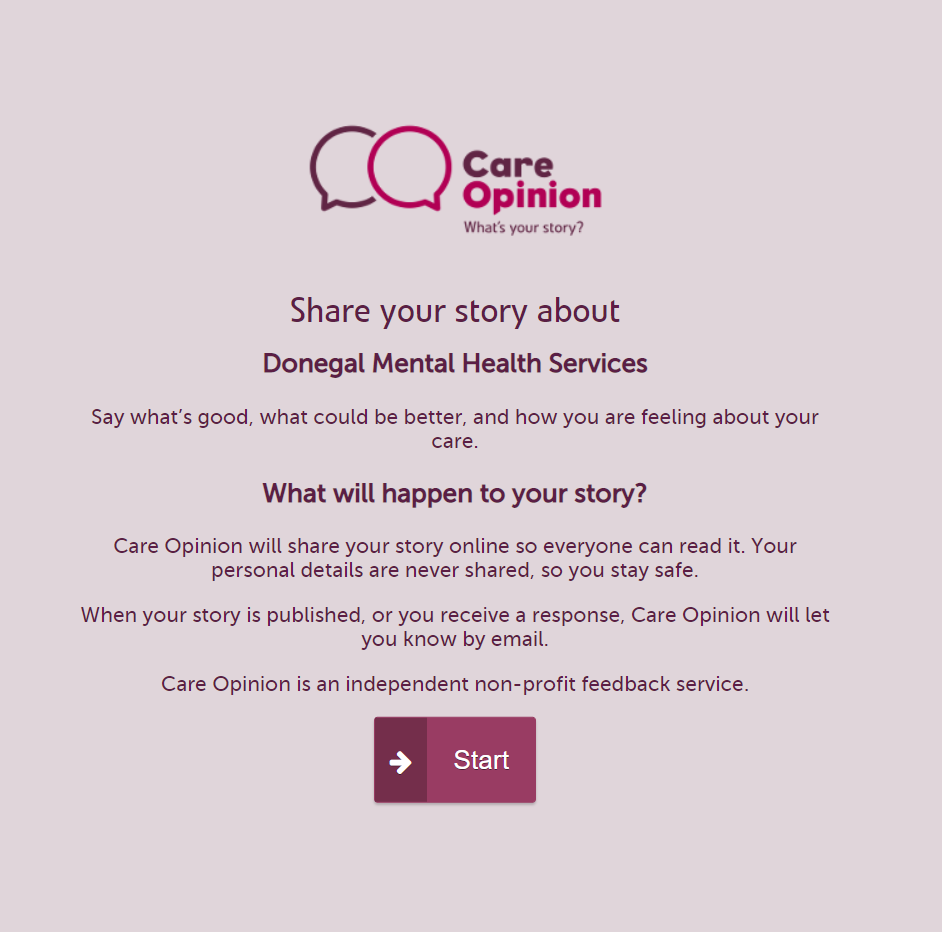 Care
Opinion
What's your story?
Share your story about
Donegal Mental Health Services
Say what’s good, what could be better, and how you are feeling about your
care.
What will happen to your story?
Care Opinion will share your story online so everyone can read it. Your
personal details are never shared, so you stay safe.
When your story is published, or you receive a response, Care Opinion will let
you know by email.
Care Opinion is an independent non-profit feedback service.
Start